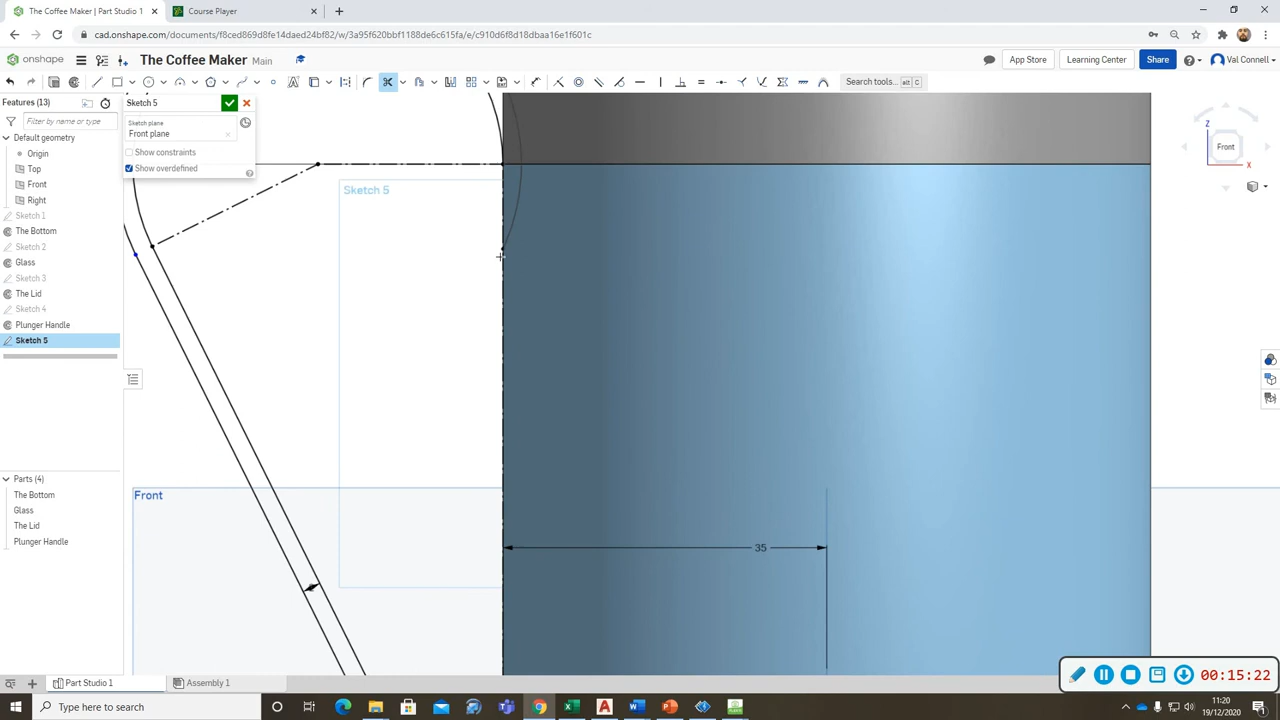 The Coffee Maker | Part Studio 1
Course Player
cad.onshape.com/documents/f8ced869d8fe14daed24bf82/w/3a95f620bbf1188de6c615fa/e/c910d6f8d18dbaa16e1f601c
onshape
The Coffee Maker Main
App Store
Learning Center
Share
Val Connell
Search tools... alt C
Features (13)
Filter by name or type
Default geometry
Origin
Top
Front
Right
Sketch 1
The Bottom
Sketch 2
Glass
Sketch 3
The Lid
Sketch 4
Plunger Handle
Sketch 5
Parts (4)
The Bottom
Glass
The Lid
Plunger Handle
Sketch 5
Sketch plane
Front plane
Show constraints
Show overdefined
Sketch 5
Front
35
Z
Front
X
Part Studio 1
Assembly 1
00:15:22
Type here to search
11:20
19/12/2020